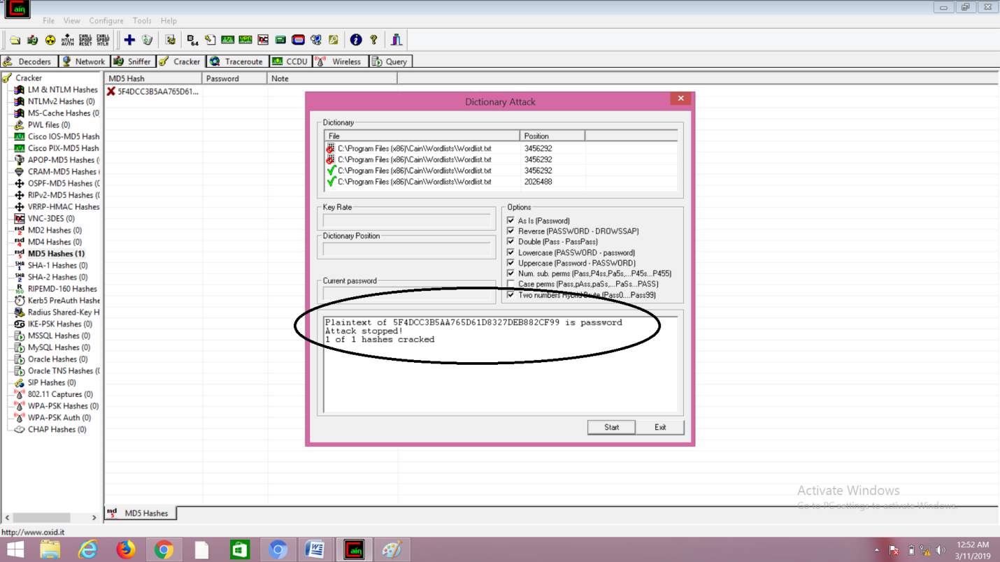 Cain
File View Configure Tools Help
NTLM AUTH CHALL SPOOF RESET CHALL SPOOF NTLM B64
Decoders Network Sniffer Cracker Traceroute CCDU Wireless Query
Cracker
LM & NTLM Hashes
NTLMv2 Hashes (0)
MS-Cache Hashes (0)
PWL files (0)
Cisco IOS-MD5 Hash
Cisco PIX-MD5 Hash
APOP-MD5 Hashes (
CRAM-MD5 Hashes
OSPF-MD5 Hashes (0
RIPv2-MD5 Hashes (0
VRRP-HMAC Hashes
VNC-3DES (0)
MD2 Hashes (0)
MD4 Hashes (0)
MD5 Hashes (1)
SHA-1 Hashes (0)
SHA-2 Hashes (0)
RIPEMD-160 Hashes
Kerb5 PreAuth Hashe
Radius Shared-Key H
IKE-PSK Hashes (0)
MSSQL Hashes (0)
MySQL Hashes (0)
Oracle Hashes (0)
Oracle TNS Hashes (0
SIP Hashes (0)
802.11 Captures (0)
WPA-PSK Hashes (0)
WPA-PSK Auth (0)
CHAP Hashes (0)
MD5 Hash Password Note
5F4DCC3B5AA765D61...
Dictionary Attack
Dictionary
File Position
C:\Program Files (x86)\Cain\Wordlists\Wordlist.txt 3456292
C:\Program Files (x86)\Cain\Wordlists\Wordlist.txt 3456292
C:\Program Files (x86)\Cain\Wordlists\Wordlist.txt 3456292
C:\Program Files (x86)\Cain\Wordlists\Wordlist.txt 2026488
Key Rate
Dictionary Position
Current password
Options
As Is (Password)
Reverse (PASSWORD - DROWSSAP)
Double (Pass - PassPass)
Lowercase (PASSWORD - password)
Uppercase (Password - PASSWORD)
Num. sub. perms (Pass,P4ss,Pa5s,...P45s...P455)
Case perms (Pass,pAss,paSs,...PaSs...PASS)
Two numbers Hybrid Brute (Pass0....Pass99)
Plaintext of 5F4DCC3B5AA765D61D8327DEB882CF99 is password
Attack stopped!
1 of 1 hashes cracked
Start Exit
Activate Windows
Go to PC settings to activate Windows.
MD5 Hashes
http://www.oxid.it
12:52 AM
3/11/2019